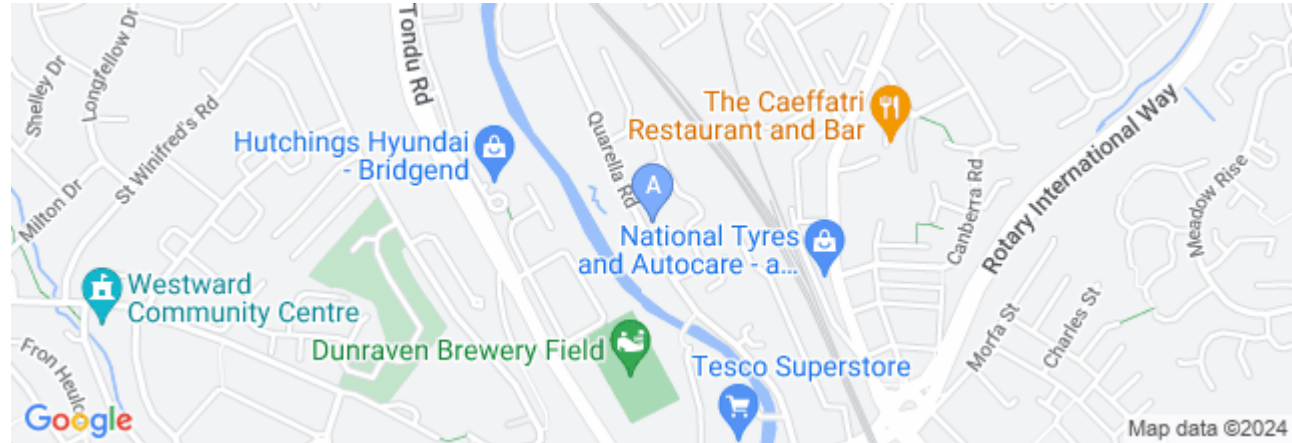 Shelley Dr
Longfellow Dr
Milton Dr
St Winifred's Rd
Tondu Rd
Hutchings Hyundai
- Bridgend
Quarella Rd
A
The Caeffatri
Restaurant and Bar
National Tyres
and Autocare - a...
Canberra Rd
Rotary International Way
Meadow Rise
Westward
Community Centre
Dunraven Brewery Field
Tesco Superstore
Morfa St
Charles St
Fron Heulo
Google
Map data ©2024